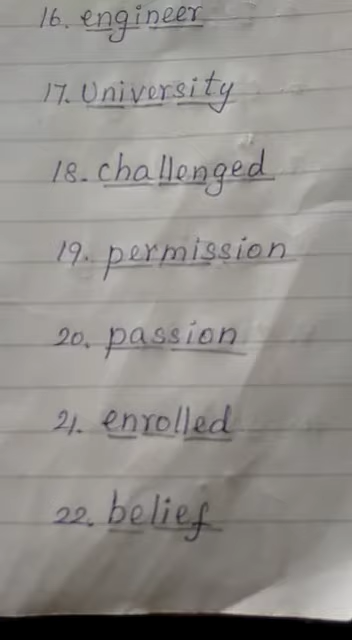 16. engineer
17. University
18. challenged
19. permission
20. passion
21. enrolled
22. belief